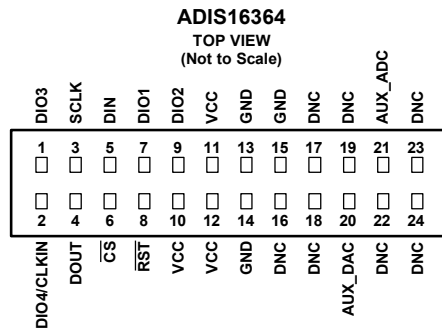 ADIS16364
TOP VIEW
(Not to Scale)
DIO3
SCLK
DIN
DIO1
DIO2
VCC
GND
GND
DNC
DNC
AUX_ADC
DNC
1 3 5 7 9 11 13 15 17 19 21 23
2 4 6 8 10 12 14 16 18 20 22 24
DIO4/CLKIN
DOUT
CS
RST
VCC
VCC
GND
DNC
DNC
AUX_DAC
DNC
DNC